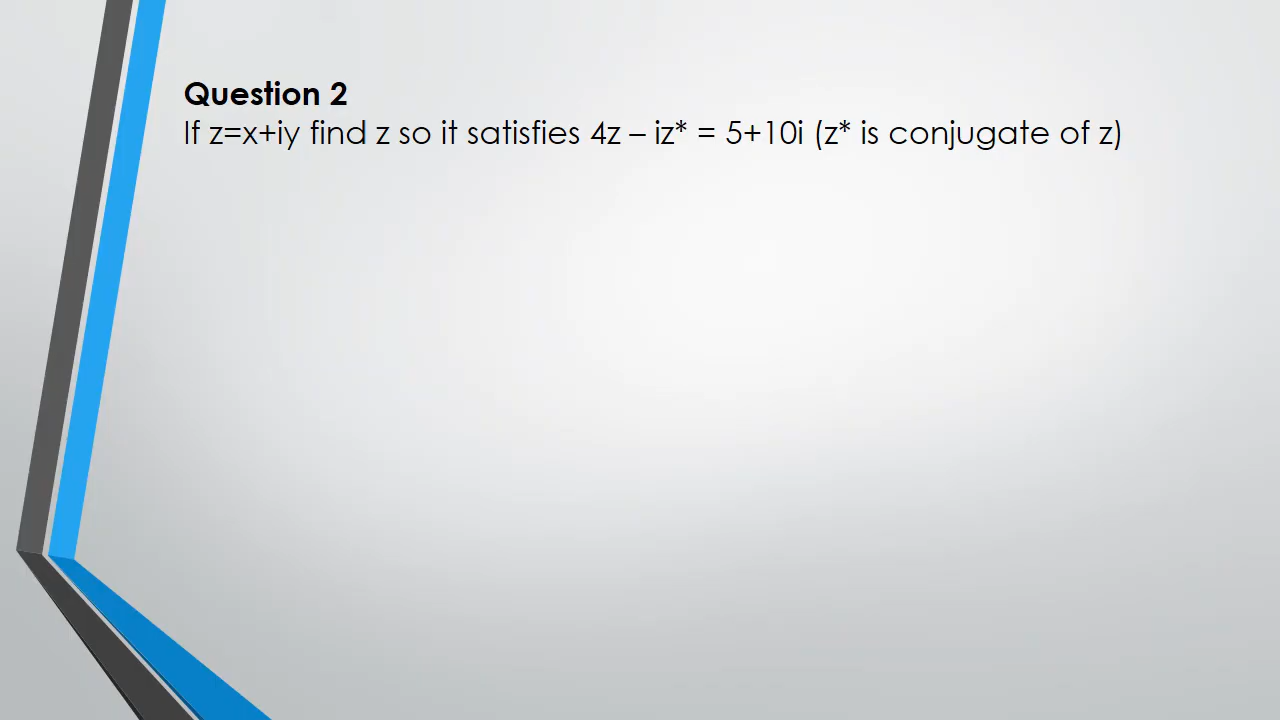 Question 2
If z=x+iy find z so it satisfies 4z – iz* = 5+10i (z* is conjugate of z)